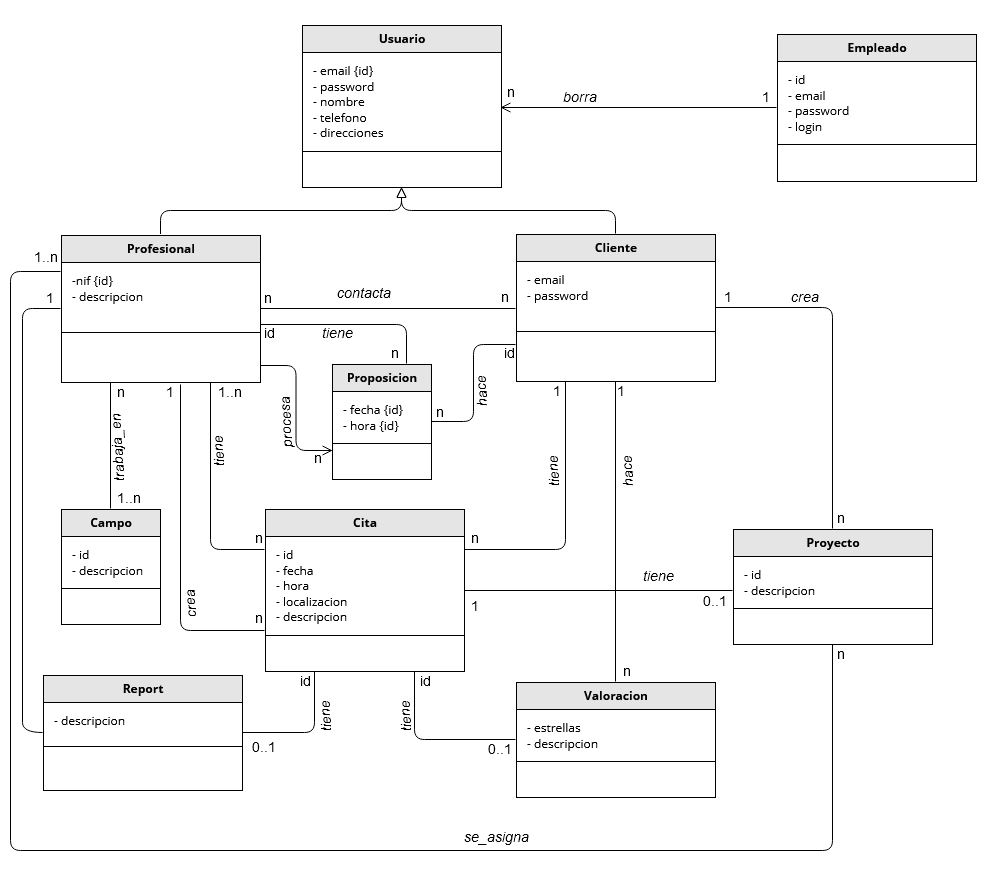 Usuario
- email {id}
- password
- nombre
- telefono
- direcciones
Empleado
- id
- email
- password
- login
n
borra
1
Profesional
-nif {id}
- descripcion
Cliente
- email
- password
1..n
1
n
contacta
n
1
crea
id
tiene
n
id
hace
n
Proposicion
- fecha {id}
- hora {id}
procesa
n
n
trabaja_en
1..n
1
crea
n
1..n
tiene
n
1
tiene
n
1
hace
n
n
Campo
- id
- descripcion
Cita
- id
- fecha
- hora
- localizacion
- descripcion
Proyecto
- id
- descripcion
1
tiene
0..1
n
id
tiene
0..1
id
tiene
0..1
Report
- descripcion
Valoracion
- estrellas
- descripcion
se_asigna